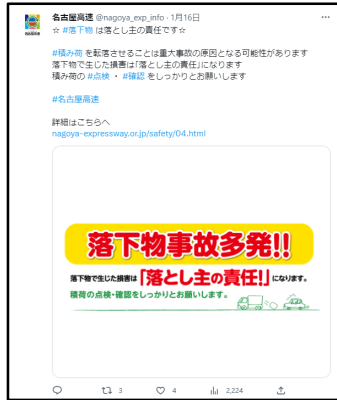 名古屋高速 @nagoya_exp_info · 1月16日
☆ #落下物 は落とし主の責任です☆
#積み荷 を転落させることは重大事故の原因となる可能性があります
落下物で生じた損害は「落とし主の責任」になります
積み荷の #点検 ・ #確認 をしっかりとお願いします
#名古屋高速
詳細はこちらへ
nagoya-expressway.or.jp/safety/04.html
落下物事故多発!!
落下物で生じた損害は「落とし主の責任!」になります。
積荷の点検・確認をしっかりとお願いします。
3 4 2,224